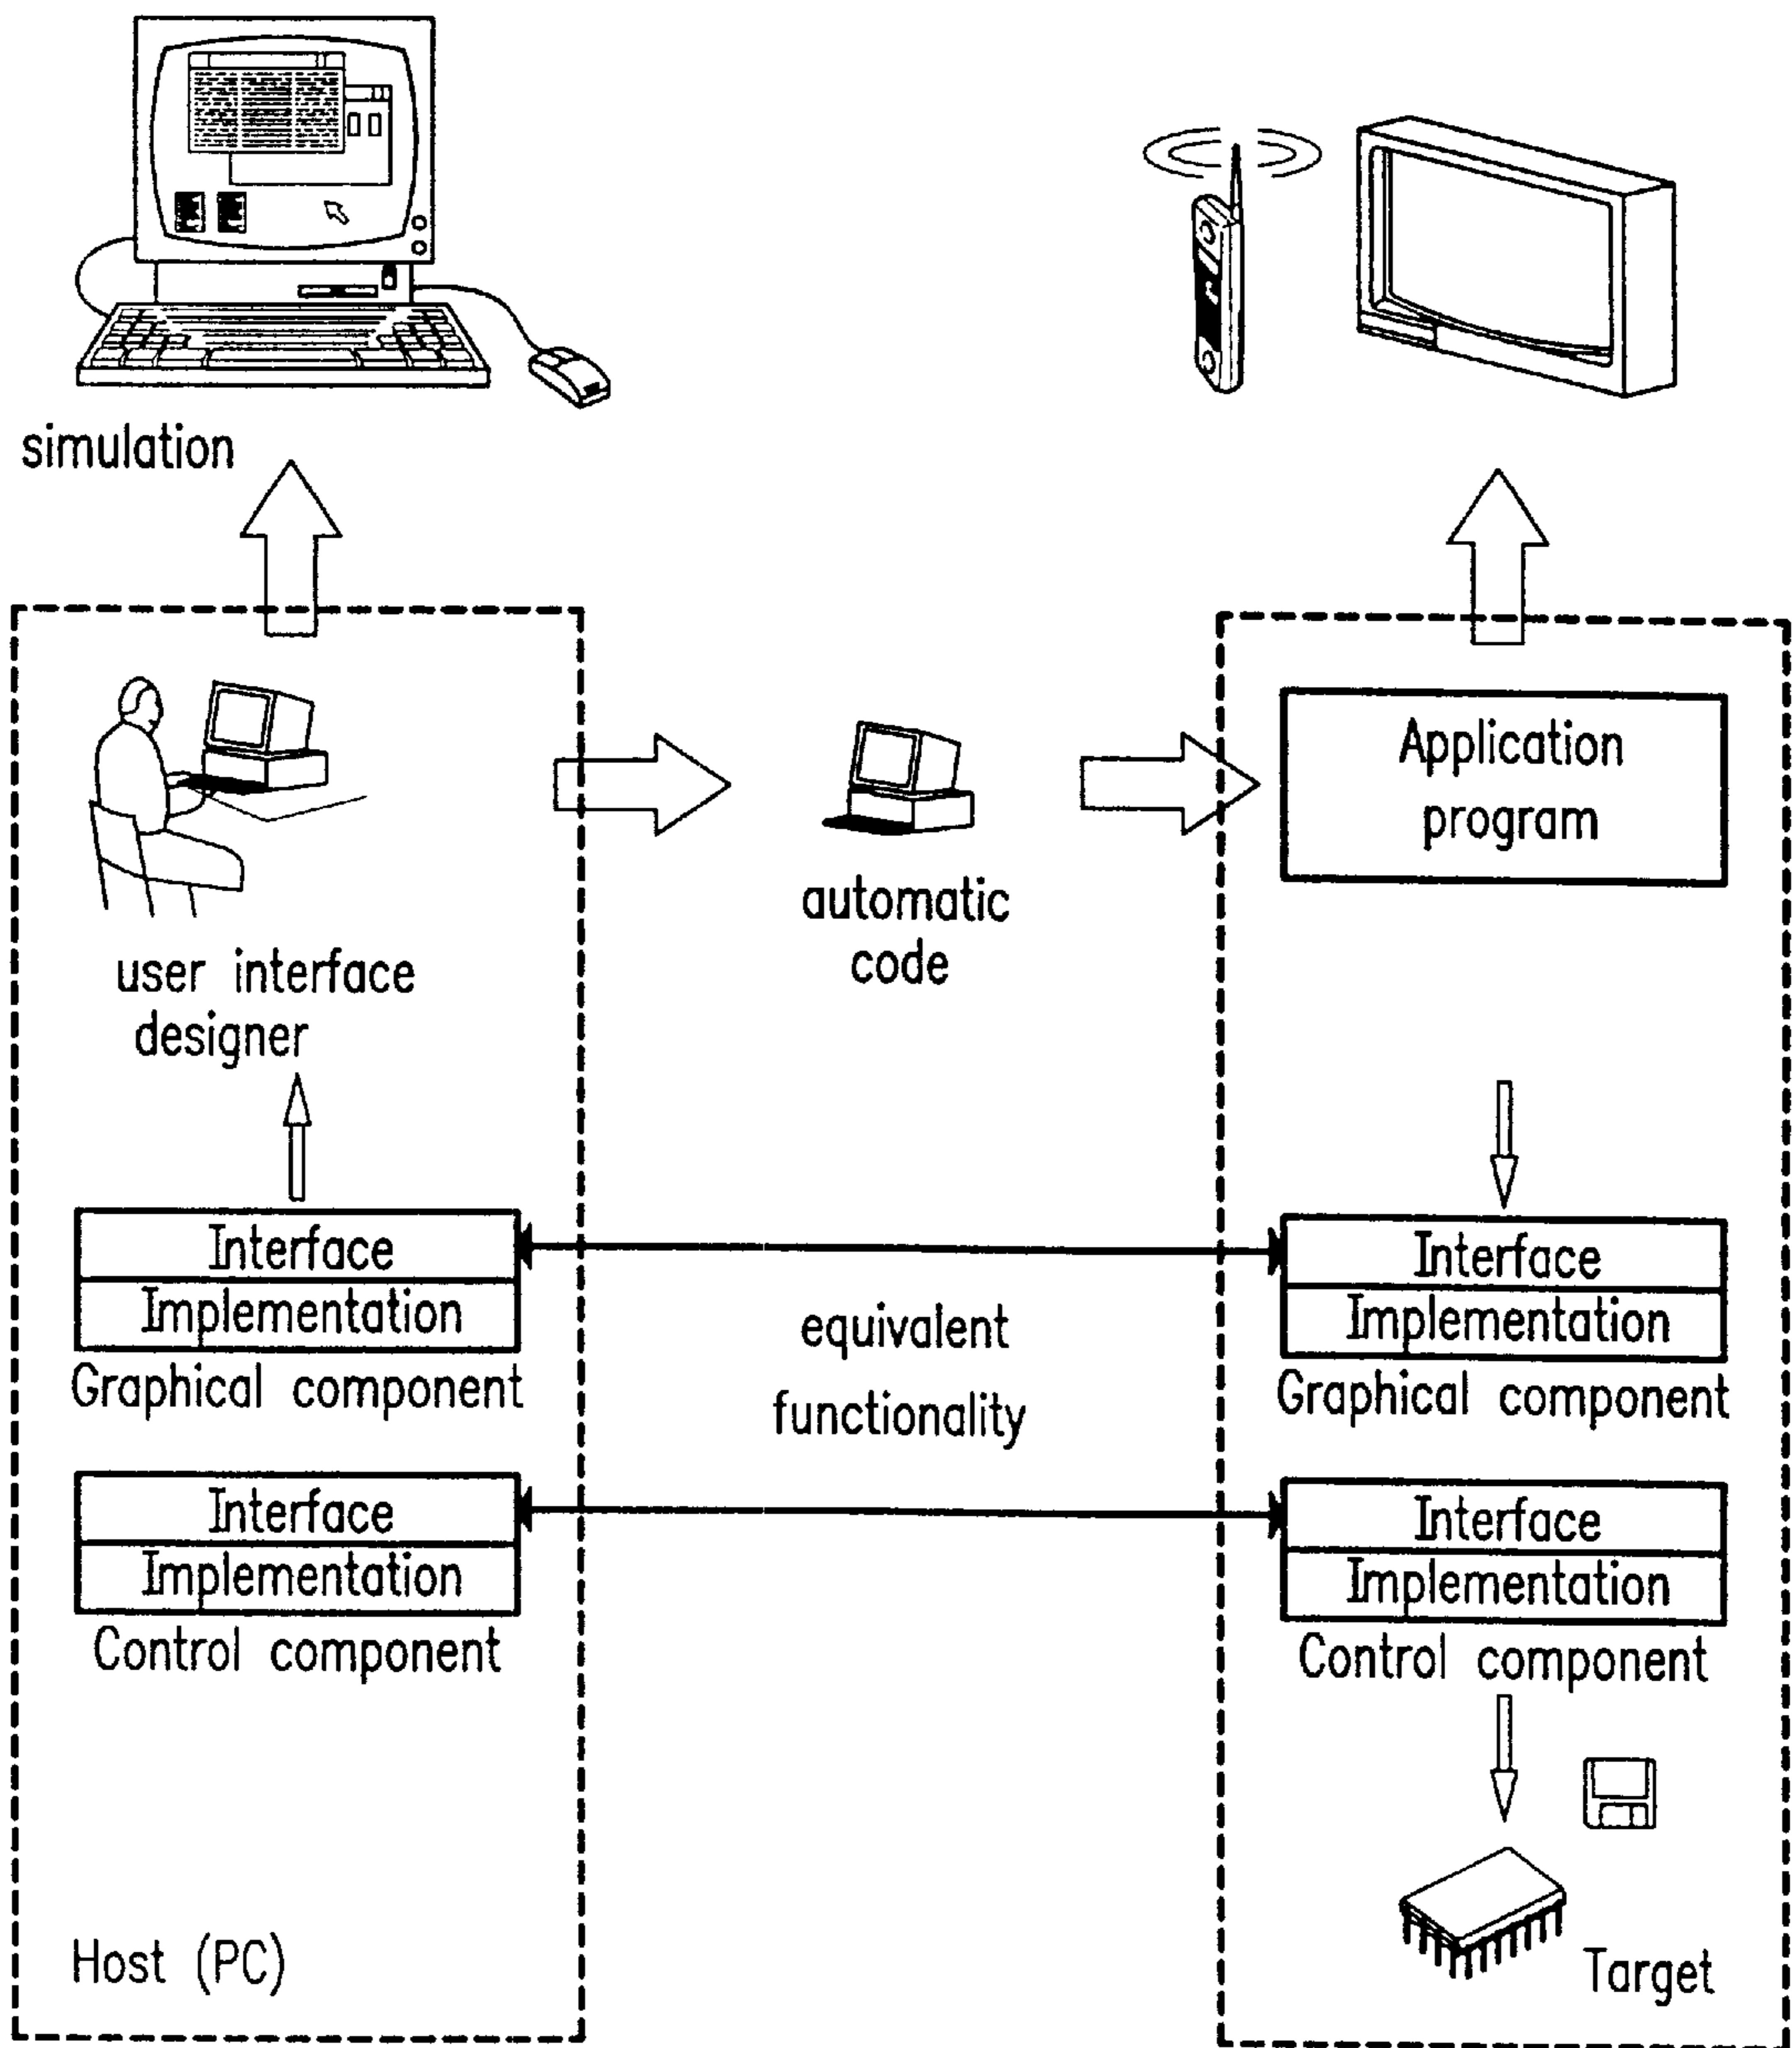 simulation
user interface
designer
automatic
code
Application
program
Interface
Implementation
Graphical component
Interface
Implementation
Control component
equivalent
functionality
Interface
Implementation
Graphical component
Interface
Implementation
Control component
Host (PC)
Target